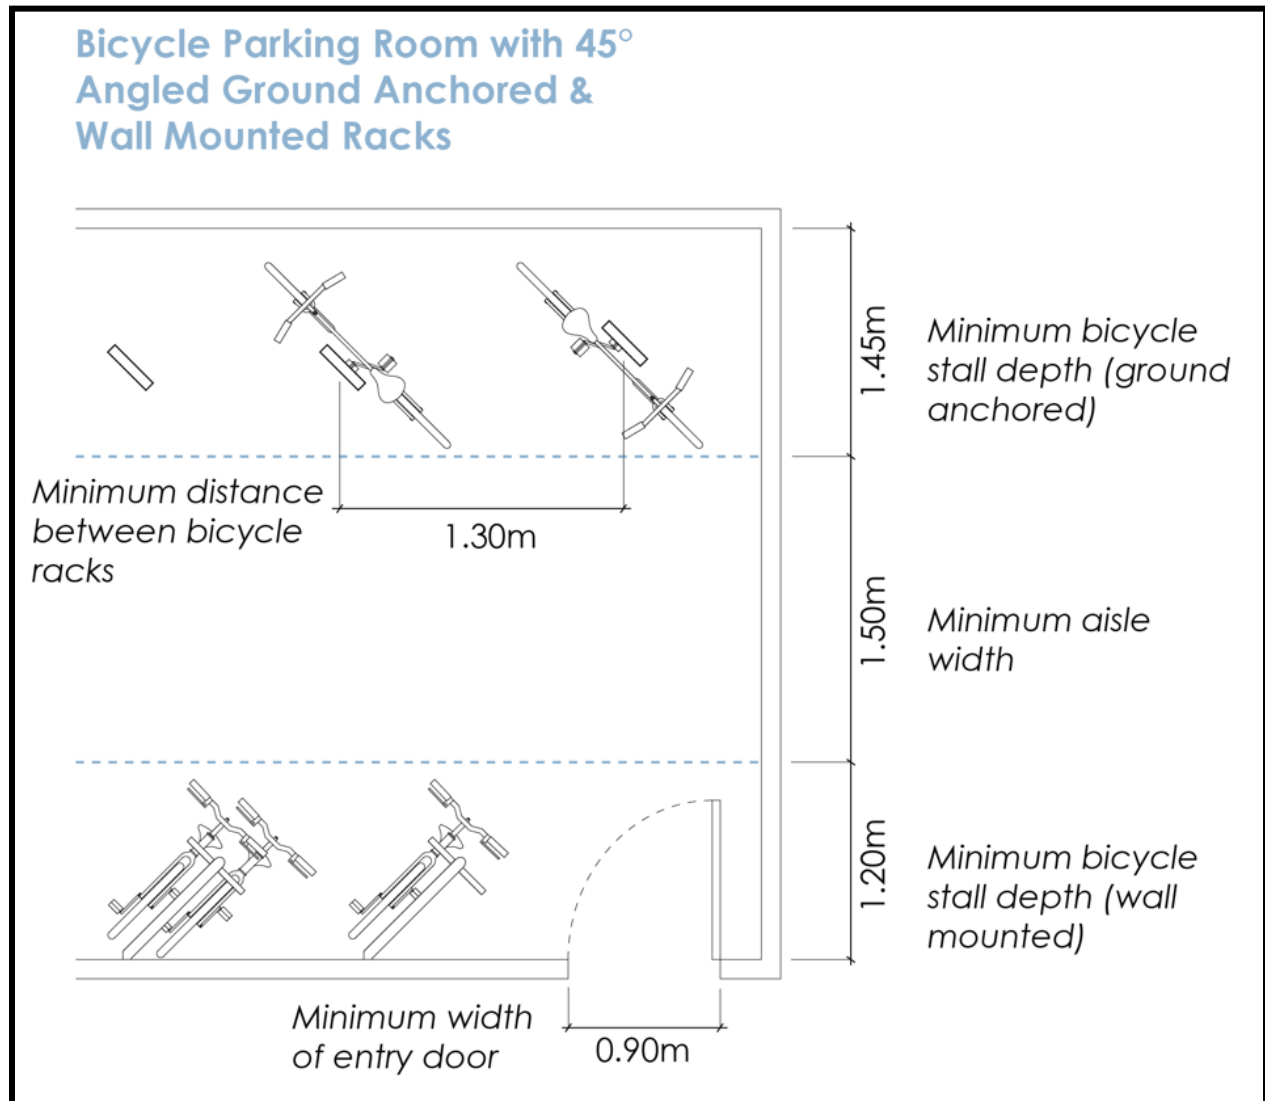 Bicycle Parking Room with 45°
Angled Ground Anchored &
Wall Mounted Racks
1.45m
Minimum bicycle
stall depth (ground
anchored)
Minimum distance
between bicycle
racks
1.30m
1.50m
Minimum aisle
width
1.20m
Minimum bicycle
stall depth (wall
mounted)
Minimum width
of entry door
0.90m